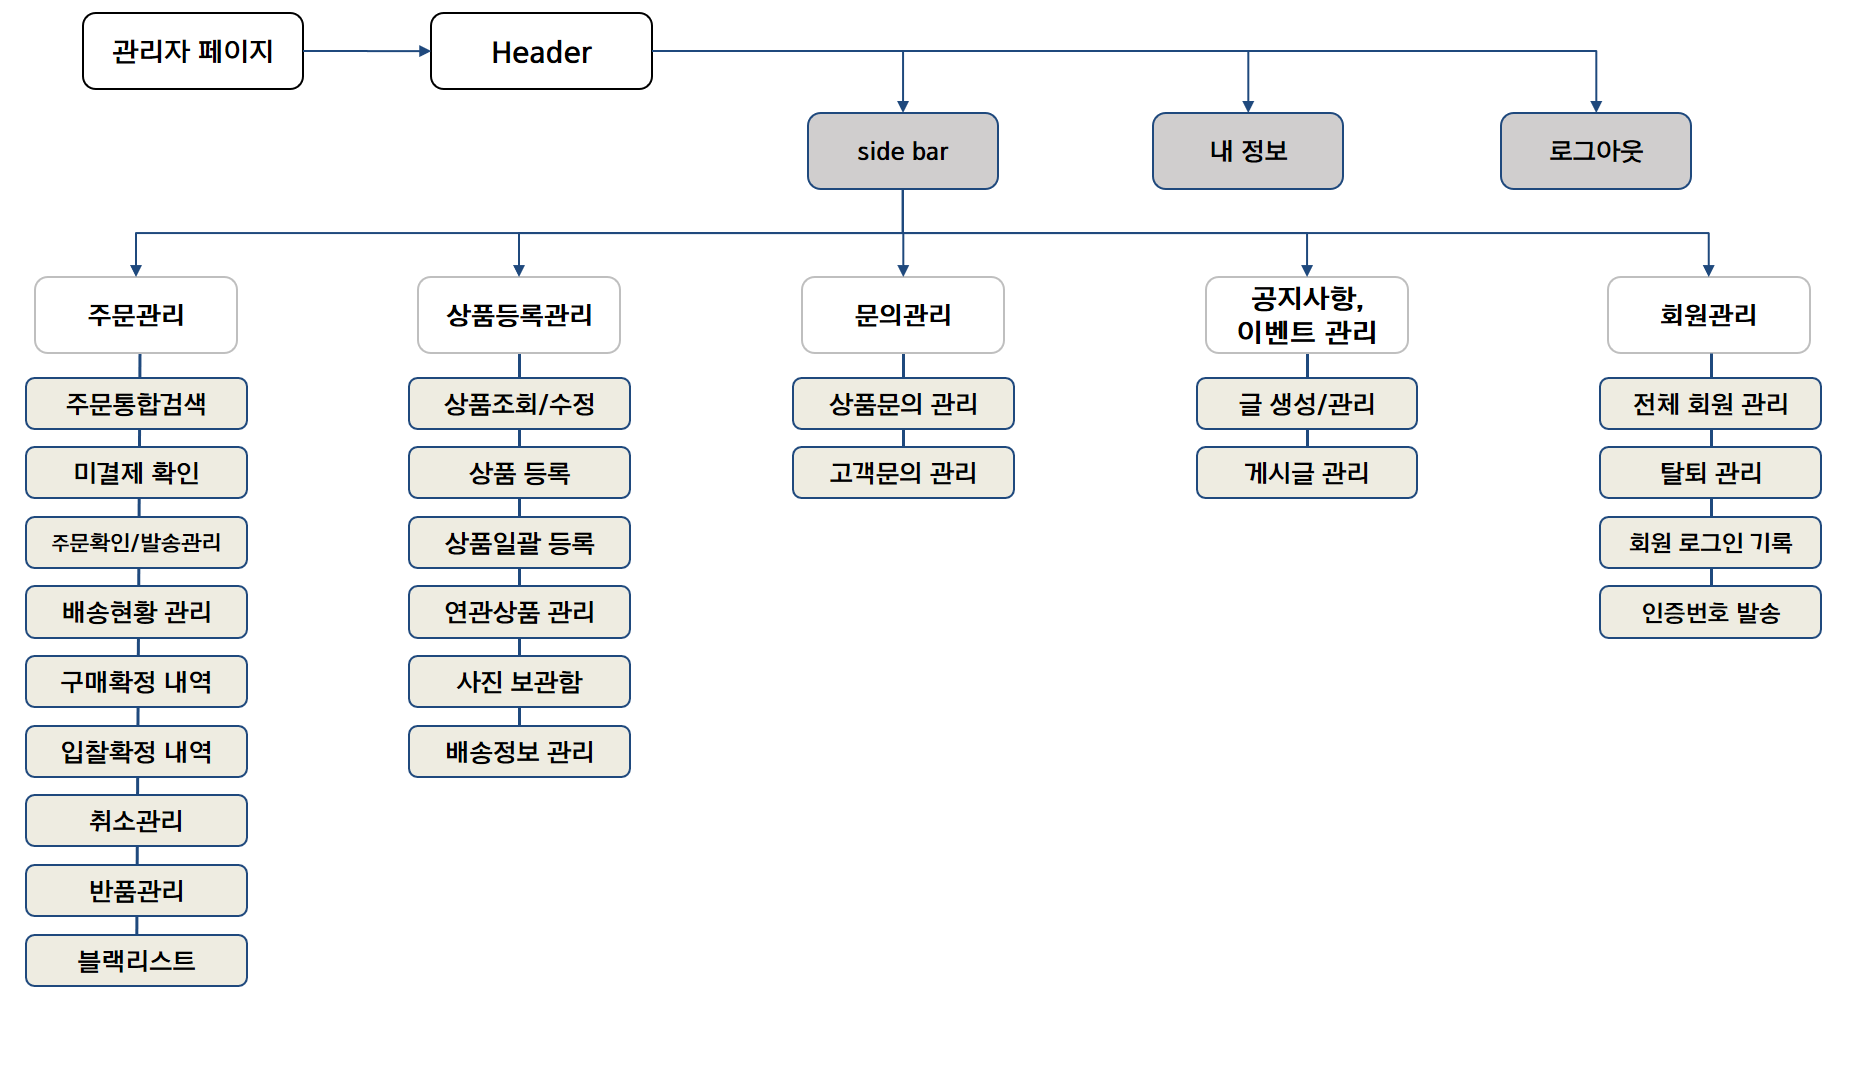 관리자 페이지
Header
side bar
내 정보
로그아웃
주문관리
상품등록관리
문의관리
공지사항,
이벤트 관리
회원관리
주문통합검색
미결제 확인
주문확인/발송관리
배송현황 관리
구매확정 내역
입찰확정 내역
취소관리
반품관리
블랙리스트
상품조회/수정
상품 등록
상품일괄 등록
연관상품 관리
사진 보관함
배송정보 관리
상품문의 관리
고객문의 관리
글 생성/관리
게시글 관리
전체 회원 관리
탈퇴 관리
회원 로그인 기록
인증번호 발송